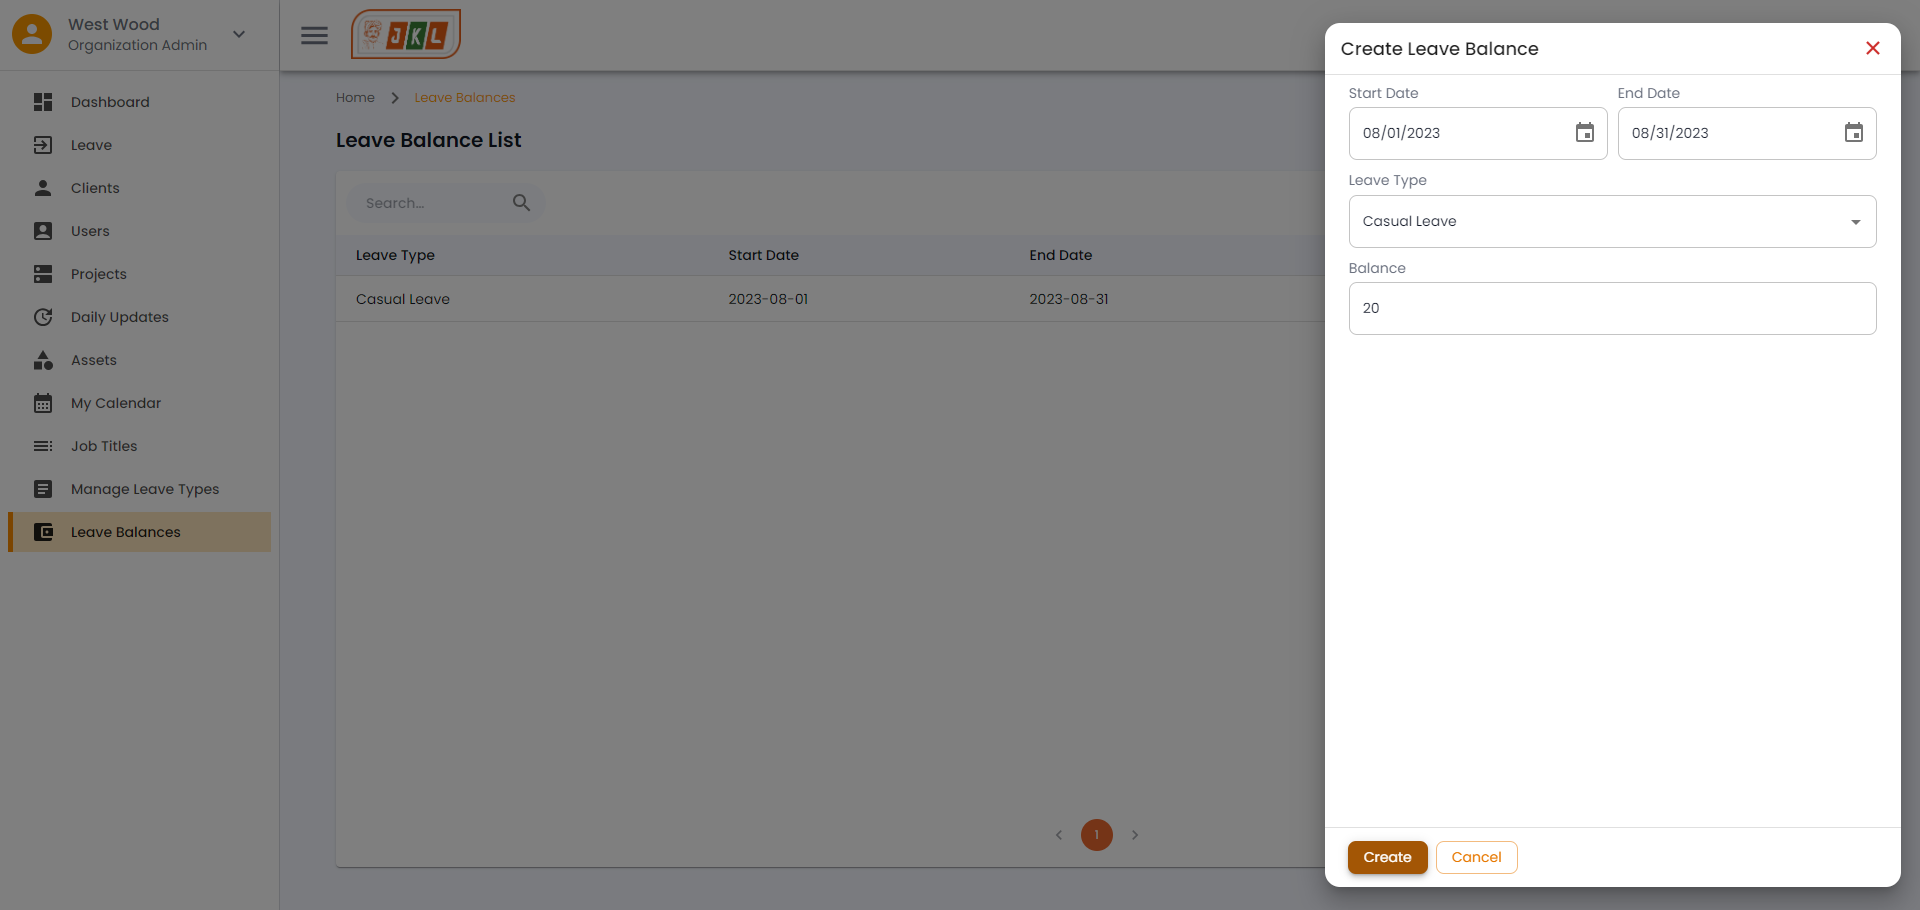 West Wood
Organization Admin
Dashboard
Leave
Clients
Users
Projects
Daily Updates
Assets
My Calendar
Job Titles
Manage Leave Types
Leave Balances
JKL
Home
Leave Balances
Leave Balance List
Search...
Leave Type Start Date End Date
Casual Leave 2023-08-01 2023-08-31
1
Create Leave Balance
Start Date End Date
08/01/2023 08/31/2023
Leave Type
Casual Leave
Balance
20
Create Cancel